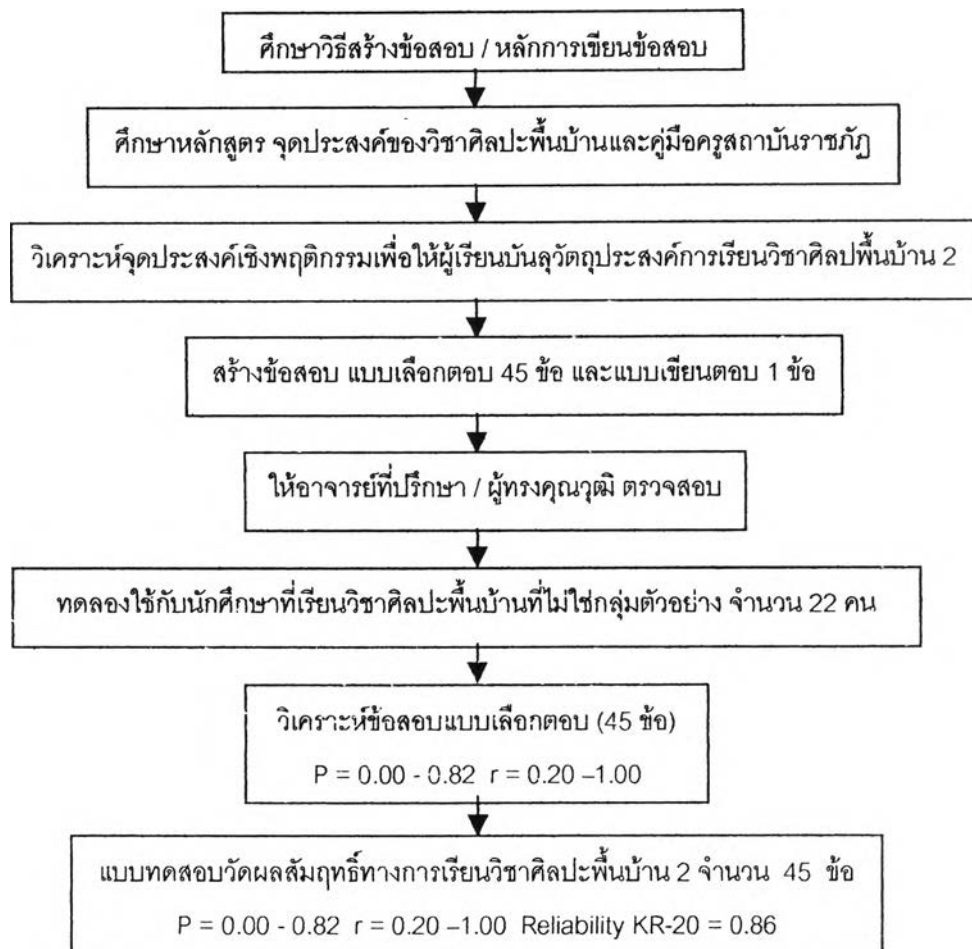 ศึกษาวิธีสร้างข้อสอบ / หลักการเขียนข้อสอบ
ศึกษาหลักสูตร จุดประสงค์ของวิชาศิลปะพื้นบ้านและคู่มือครูสถาบันราชภัฏ
วิเคราะห์จุดประสงค์เชิงพฤติกรรมเพื่อให้ผู้เรียนบันลุวัตถุประสงค์การเรียนวิชาศิลปพื้นบ้าน 2
สร้างข้อสอบ แบบเลือกตอบ 45 ข้อ และแบบเขียนตอบ 1 ข้อ
ให้อาจารย์ที่ปรึกษา / ผู้ทรงคุณวุฒิ ตรวจสอบ
ทดลองใช้กับนักศึกษาที่เรียนวิชาศิลปะพื้นบ้านที่ไม่ใช่กลุ่มตัวอย่าง จำนวน 22 คน
วิเคราะห์ข้อสอบแบบเลือกตอบ (45 ข้อ)
P = 0.00 - 0.82 r = 0.20 –1.00
แบบทดสอบวัดผลสัมฤทธิ์ทางการเรียนวิชาศิลปะพื้นบ้าน 2 จำนวน 45 ข้อ
P = 0.00 - 0.82 r = 0.20 –1.00 Reliability KR-20 = 0.86